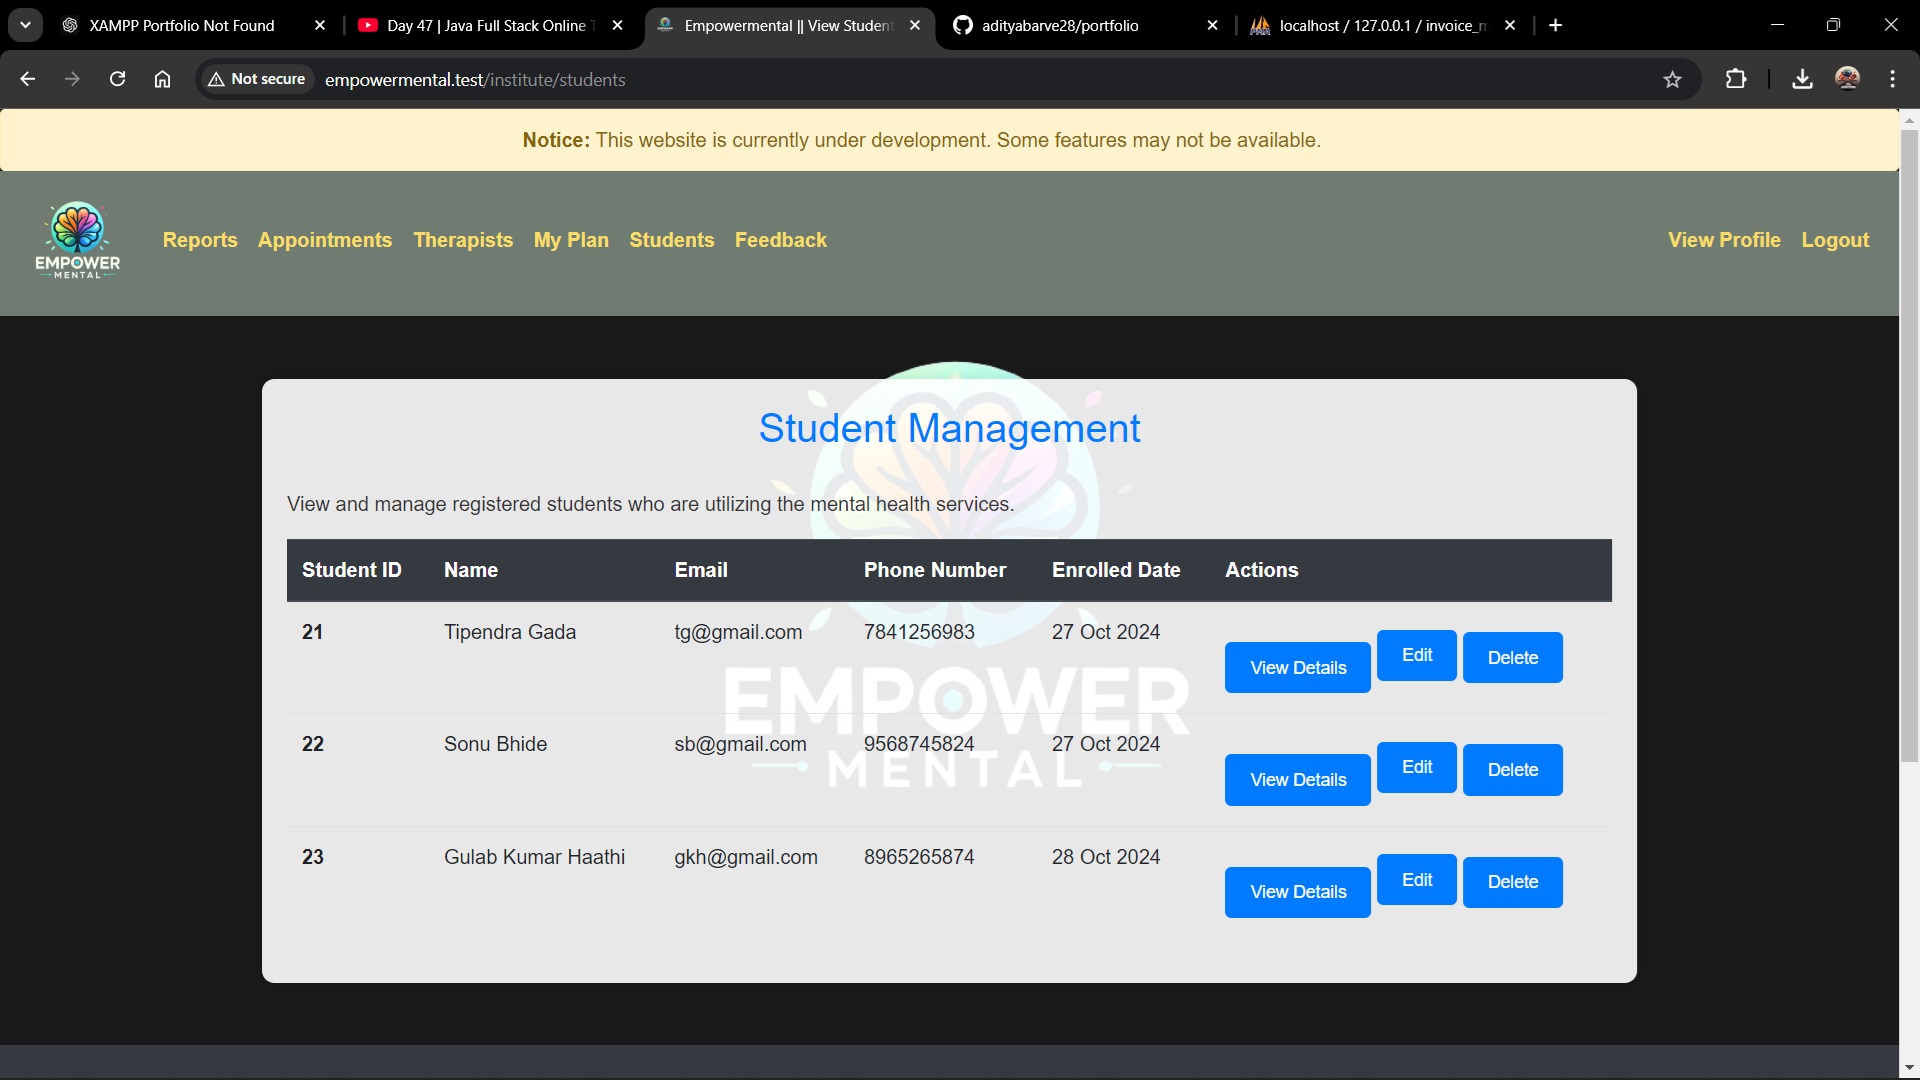 XAMPP Portfolio Not Found
Day 47 | Java Full Stack Online T
Empowermental || View Studen
adityabarve28/portfolio
localhost / 127.0.0.1 / invoice_m
Not secure
empowermental.test/institute/students
Notice: This website is currently under development. Some features may not be available.
EMPOWER
MENTAL
Reports Appointments Therapists My Plan Students Feedback
View Profile Logout
Student Management
View and manage registered students who are utilizing the mental health services.
Student ID Name Email Phone Number Enrolled Date Actions
21 Tipendra Gada tg@gmail.com 7841256983 27 Oct 2024 View Details Edit Delete
EMPOWER
22 Sonu Bhide sb@gmail.com 9568745824 27 Oct 2024 View Details Edit Delete
MENTAL
23 Gulab Kumar Haathi gkh@gmail.com 8965265874 28 Oct 2024 View Details Edit Delete